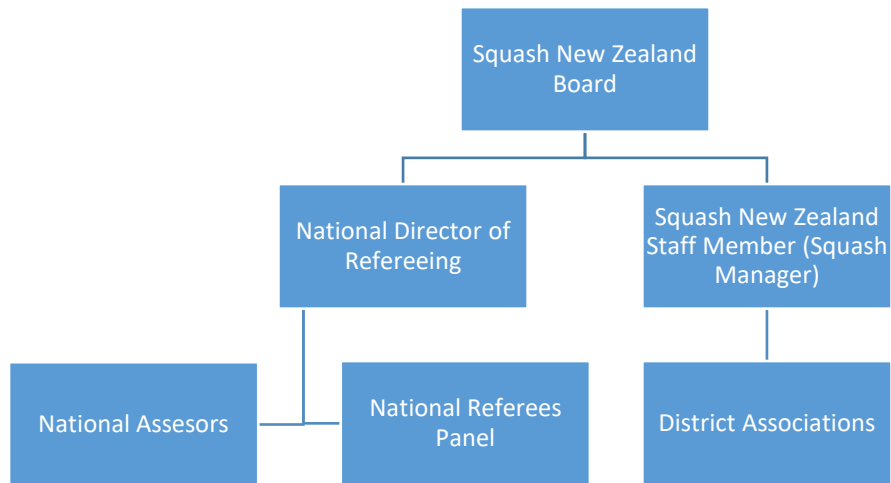 Squash New Zealand
Board
National Director of
Refereeing
Squash New Zealand
Staff Member (Squash
Manager)
National Assesors
National Referees
Panel
District Associations